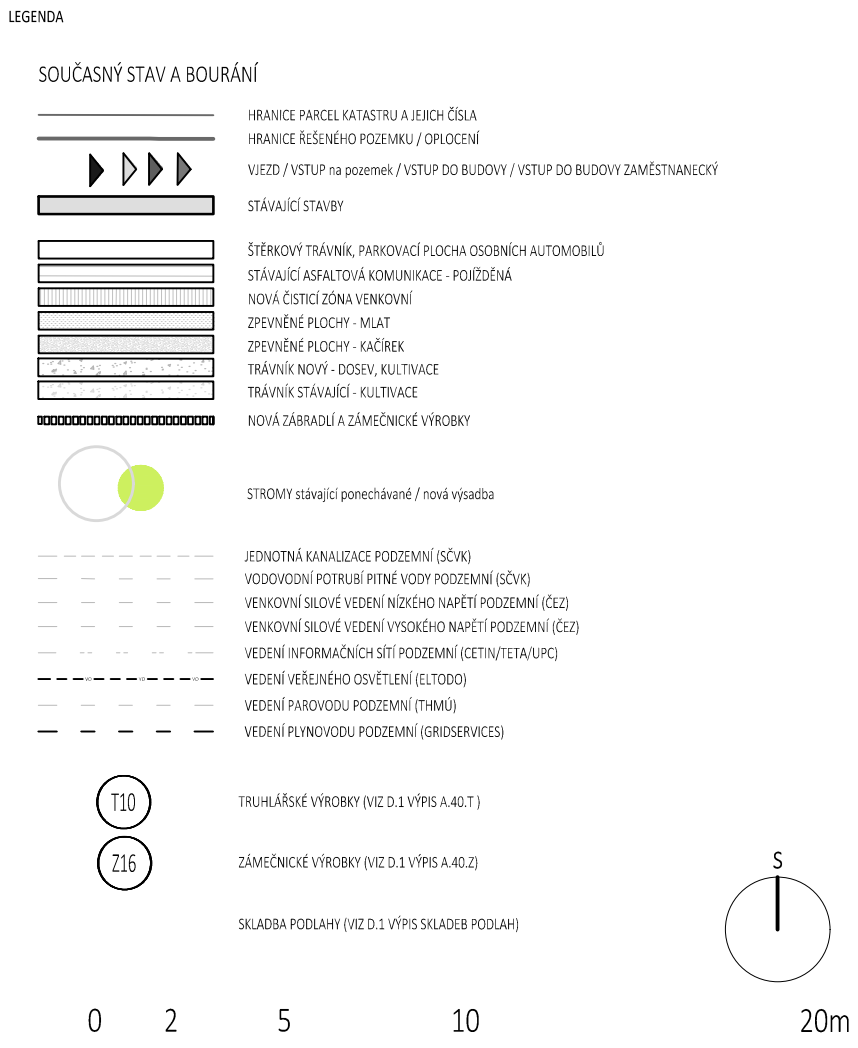 LEGENDA
SOUČASNÝ STAV A BOURÁNÍ
HRANICE PARCEL KATASTRU A JEJICH ČÍSLA
HRANICE ŘEŠENÉHO POZEMKU / OPLOCENÍ
VJEZD / VSTUP na pozemek / VSTUP DO BUDOVY / VSTUP DO BUDOVY ZAMĚSTNANECKÝ
STÁVAJÍCÍ STAVBY
ŠTĚRKOVÝ TRÁVNÍK, PARKOVACÍ PLOCHA OSOBNÍCH AUTOMOBILŮ
STÁVAJÍCÍ ASFALTOVÁ KOMUNIKACE - POJÍŽDĚNÁ
NOVÁ ČISTICÍ ZÓNA VENKOVNÍ
ZPEVNĚNÉ PLOCHY - MLAT
ZPEVNĚNÉ PLOCHY - KAČÍREK
TRÁVNÍK NOVÝ - DOSEV, KULTIVACE
TRÁVNÍK STÁVAJÍCÍ - KULTIVACE
NOVÁ ZÁBRADLÍ A ZÁMEČNICKÉ VÝROBKY
STROMY stávající ponechávané / nová výsadba
JEDNOTNÁ KANALIZACE PODZEMNÍ (SČVK)
VODOVODNÍ POTRUBÍ PITNÉ VODY PODZEMNÍ (SČVK)
VENKOVNÍ SILOVÉ VEDENÍ NÍZKÉHO NAPĚTÍ PODZEMNÍ (ČEZ)
VENKOVNÍ SILOVÉ VEDENÍ VYSOKÉHO NAPĚTÍ PODZEMNÍ (ČEZ)
VEDENÍ INFORMAČNÍCH SÍTÍ PODZEMNÍ (CETIN/TETA/UPC)
VO VO VO VEDENÍ VEŘEJNÉHO OSVĚTLENÍ (ELTODO)
VEDENÍ PAROVODU PODZEMNÍ (THMÚ)
VEDENÍ PLYNOVODU PODZEMNÍ (GRIDSERVICES)
T10 TRUHLÁŘSKÉ VÝROBKY (VIZ D.1 VÝPIS A.40.T )
Z16 ZÁMEČNICKÉ VÝROBKY (VIZ D.1 VÝPIS A.40.Z)
S
SKLADBA PODLAHY (VIZ D.1 VÝPIS SKLADEB PODLAH)
0 2 5 10 20m